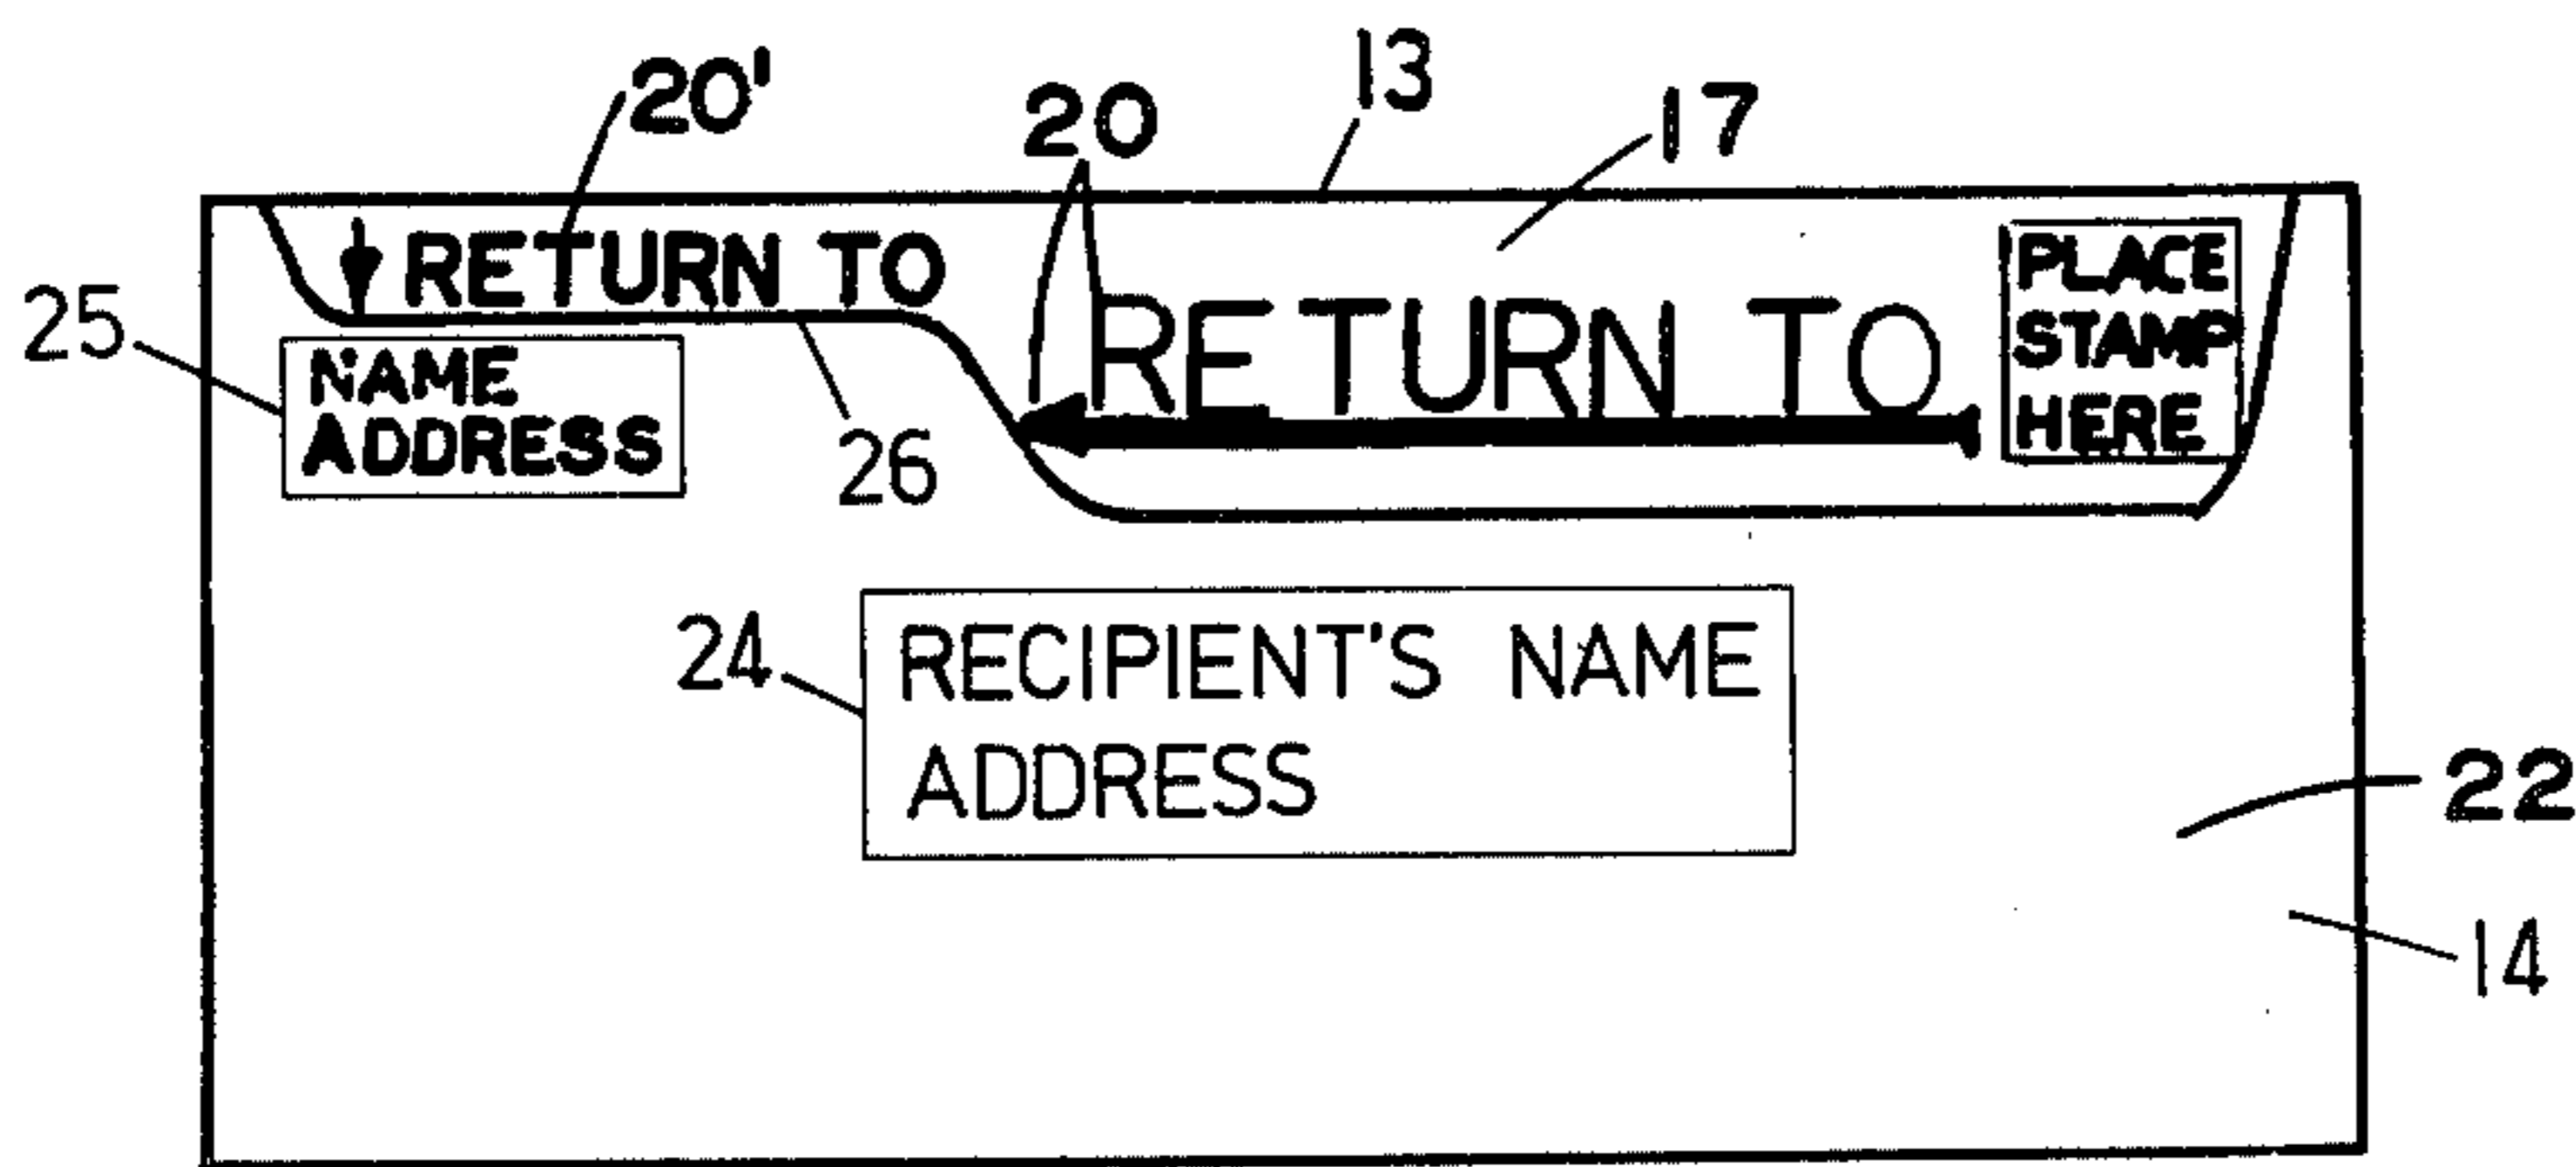 20'
20
13
17
RETURN TO
RETURN TO
PLACE
STAMP
HERE
25
NAME
ADDRESS
26
24
RECIPIENT'S NAME
ADDRESS
22
14